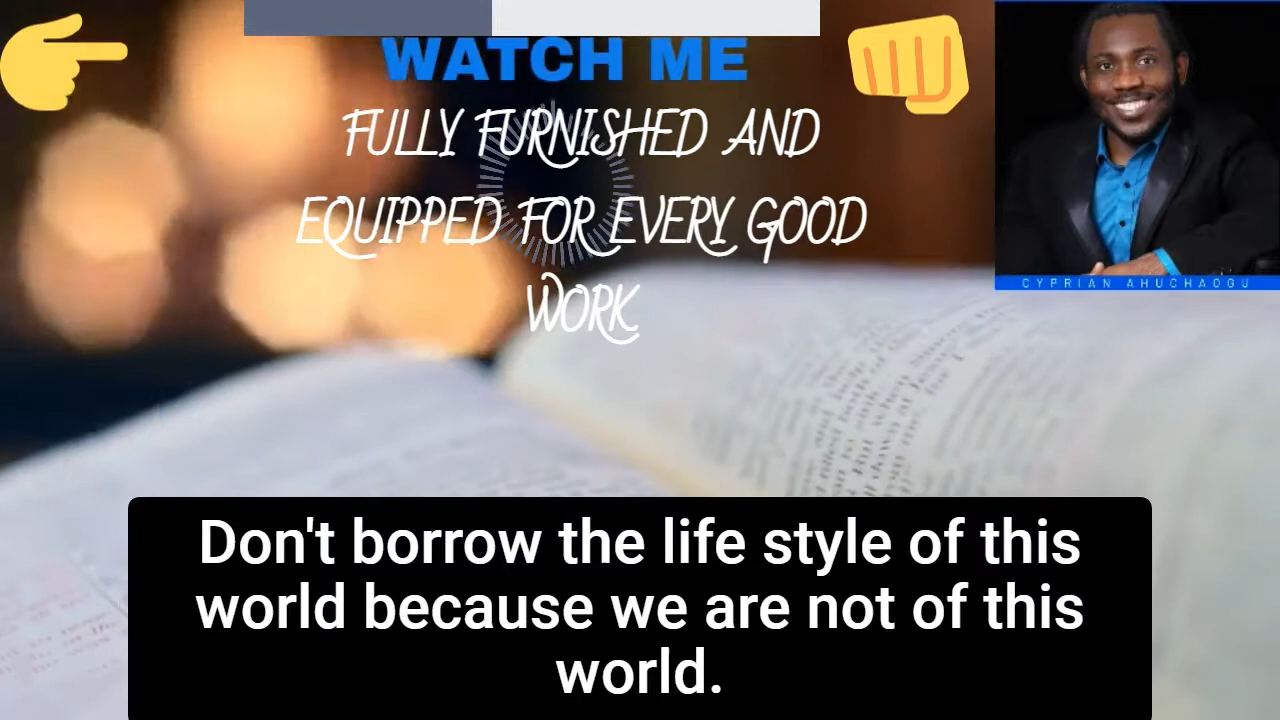 WATCH ME
FULLY FURNISHED AND
EQUIPPED FOR EVERY GOOD
WORK
CYPRIAN AHUCHAOGU
Don't borrow the life style of this
world because we are not of this
world.